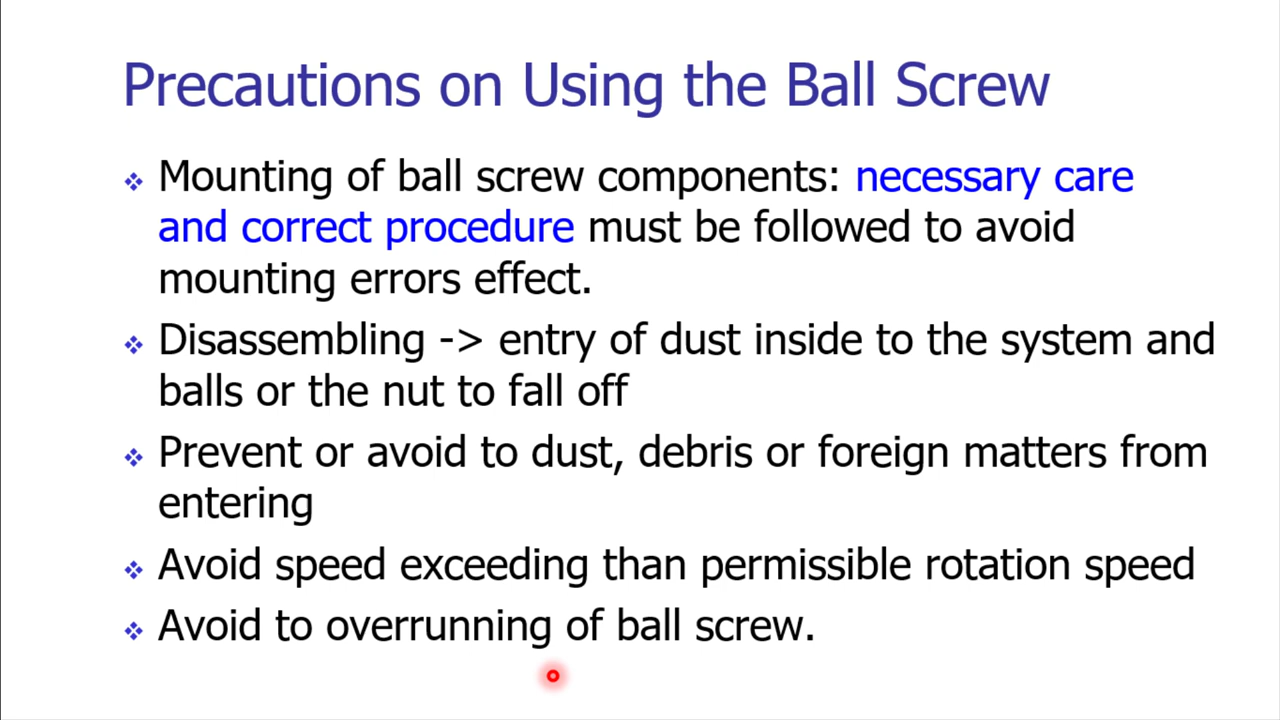 Precautions on Using the Ball Screw
Mounting of ball screw components: necessary care
and correct procedure must be followed to avoid
mounting errors effect.
Disassembling -> entry of dust inside to the system and
balls or the nut to fall off
Prevent or avoid to dust, debris or foreign matters from
entering
Avoid speed exceeding than permissible rotation speed
Avoid to overrunning of ball screw.